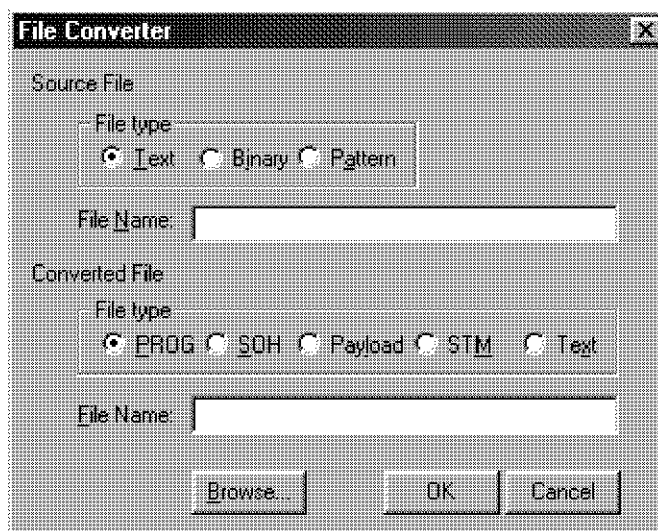 File Converter
Source File
File type
Text Binary Pattern
File Name:
Converted File
File type
PROG SOH Payload STM Text
File Name:
Browse... OK Cancel